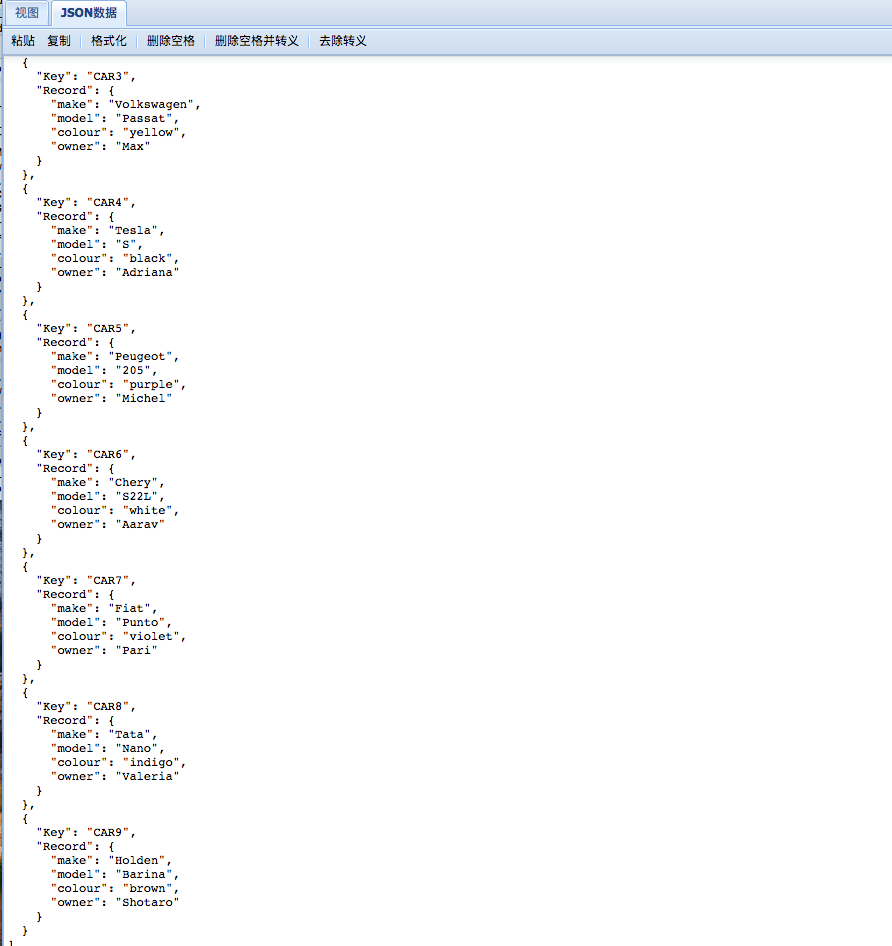 视图 JSON数据
粘贴 复制 格式化 删除空格 删除空格并转义 去除转义
{
"Key": "CAR3",
"Record": {
"make": "Volkswagen",
"model": "Passat",
"colour": "yellow",
"owner": "Max"
}
},
{
"Key": "CAR4",
"Record": {
"make": "Tesla",
"model": "S",
"colour": "black",
"owner": "Adriana"
}
},
{
"Key": "CAR5",
"Record": {
"make": "Peugeot",
"model": "205",
"colour": "purple",
"owner": "Michel"
}
},
{
"Key": "CAR6",
"Record": {
"make": "Chery",
"model": "S22L",
"colour": "white",
"owner": "Aarav"
}
},
{
"Key": "CAR7",
"Record": {
"make": "Fiat",
"model": "Punto",
"colour": "violet",
"owner": "Pari"
}
},
{
"Key": "CAR8",
"Record": {
"make": "Tata",
"model": "Nano",
"colour": "indigo",
"owner": "Valeria"
}
},
{
"Key": "CAR9",
"Record": {
"make": "Holden",
"model": "Barina",
"colour": "brown",
"owner": "Shotaro"
}
}
]